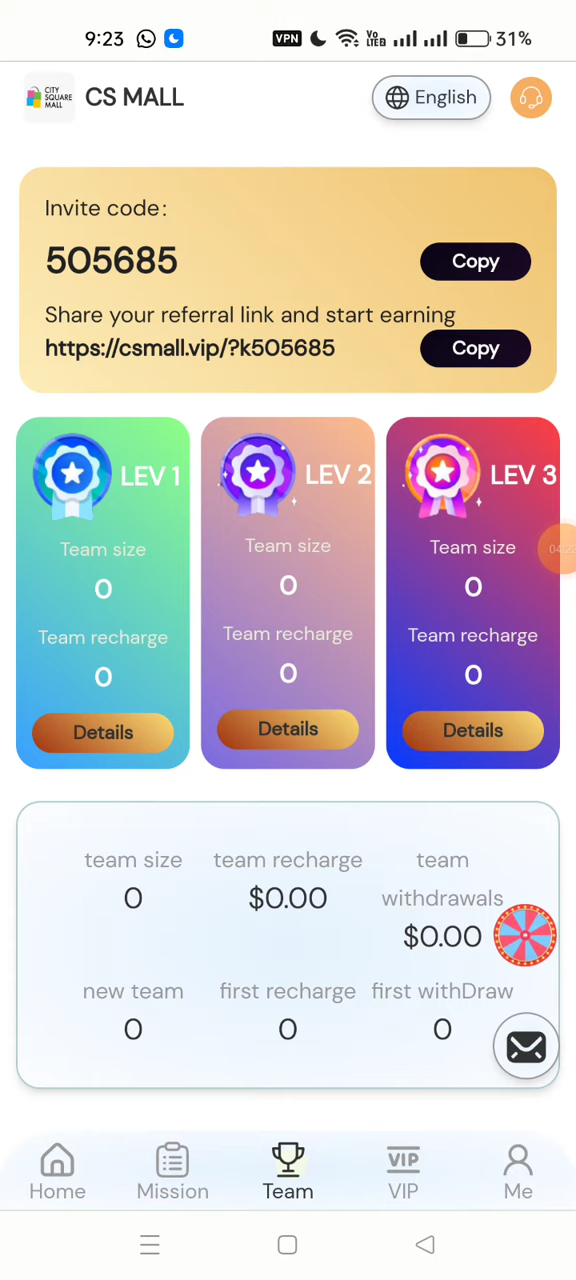 9:23
VPN
Vo
LTE2
31%
CITY
SQUARE
MALL
CS MALL
English
Invite code:
505685
Copy
Share your referral link and start earning
https://csmall.vip/?k505685
Copy
LEV 1
LEV 2
LEV 3
Team size
Team size
Team size
0
0
0
Team recharge
Team recharge
Team recharge
0
0
0
Details
Details
Details
team size
team recharge
team
withdrawals
0
$0.00
$0.00
new team
first recharge
first withDraw
0
0
0
Home
Mission
Team
VIP
VIP
Me